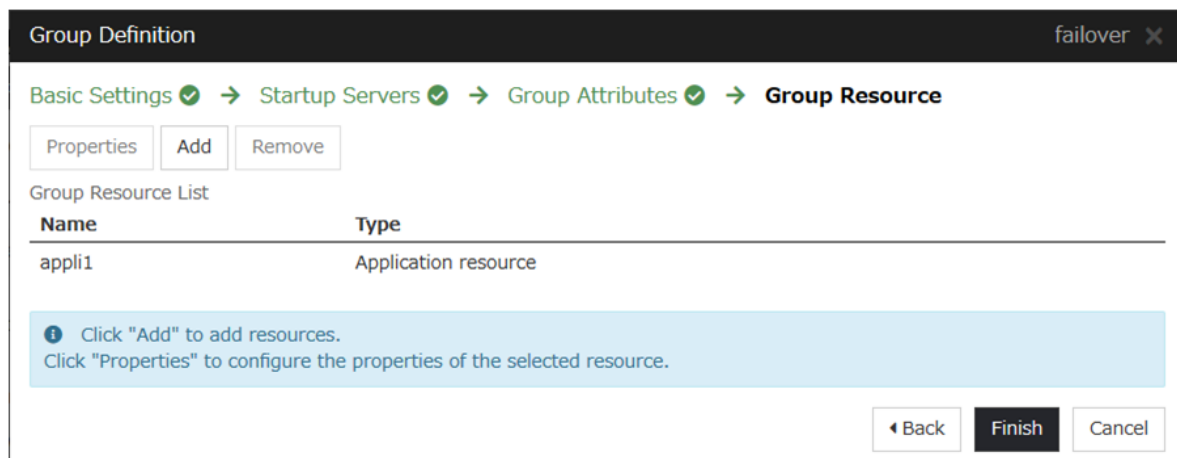 Group Definition failover
Basic Settings → Startup Servers → Group Attributes → Group Resource
Properties Add Remove
Group Resource List
Name Type
appli1 Application resource
Click "Add" to add resources.
Click "Properties" to configure the properties of the selected resource.
Back Finish Cancel